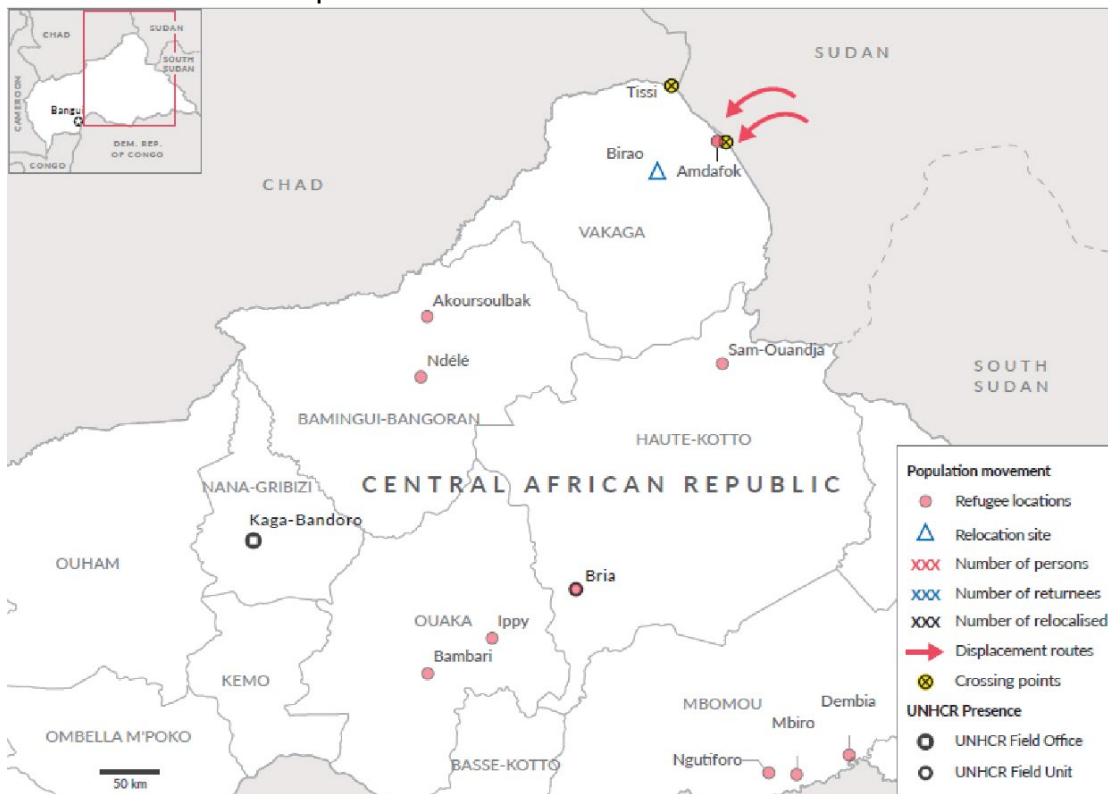 CHAD
SUDAN
SOUTH
SUDAN
CAMEROON
Bangui
DEM. REP.
OF CONGO
CONGO
SUDAN
Tissi
Birao
Amdafok
CHAD
VAKAGA
Akoursoulbak
Ndélé
Sam-Ouandja
SOUTH
SUDAN
BAMINGUI-BANGORAN
HAUTE-KOTTO
NANA-GRIBIZI
CENTRAL AFRICAN REPUBLIC
Kaga-Bandoro
OUHAM
Bria
OUAKA
Ippy
Bambari
KEMO
MBOMOU
Dembia
Mbiro
OMBELLA M'POKO
BASSE-KOTTO
Ngutiforo
50 km
Population movement
Refugee locations
Relocation site
XXX Number of persons
XXX Number of returnees
XXX Number of relocalised
Displacement routes
Crossing points
UNHCR Presence
UNHCR Field Office
UNHCR Field Unit